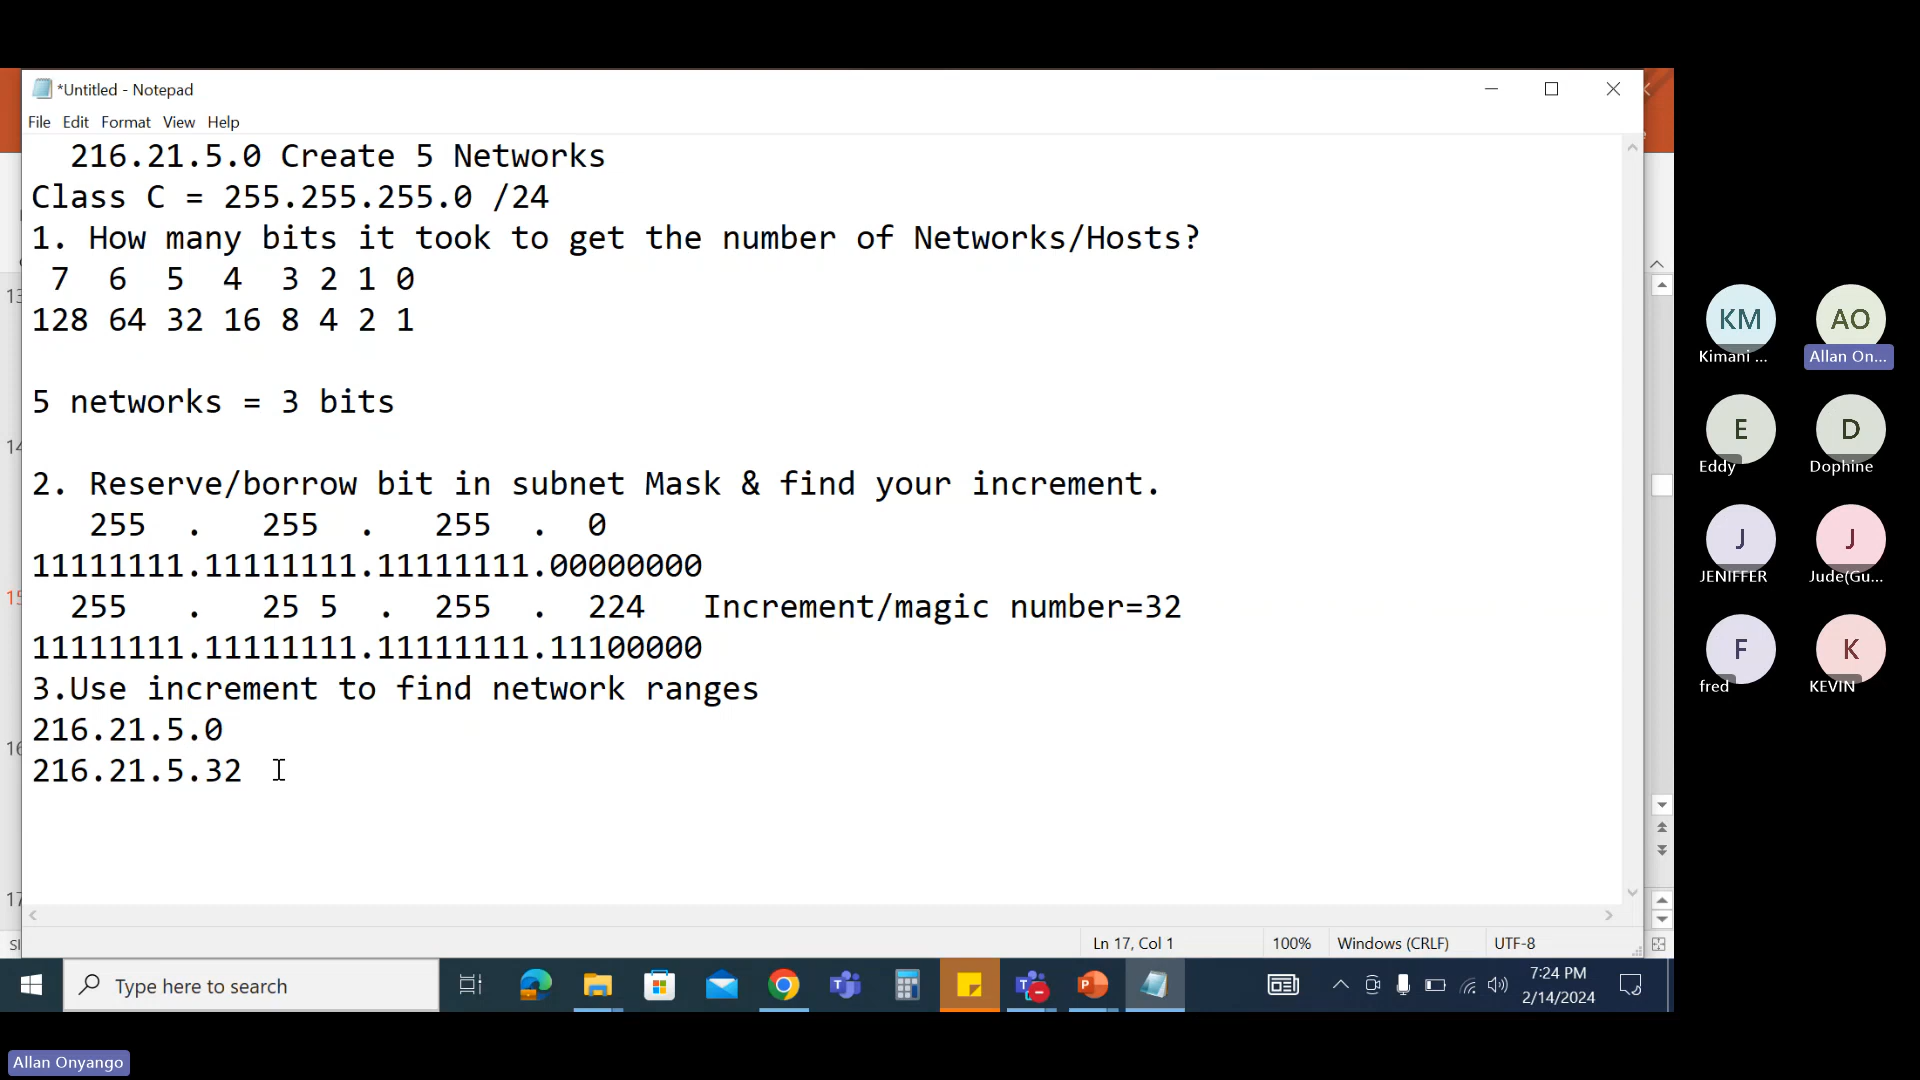 *Untitled - Notepad
File Edit Format View Help
216.21.5.0 Create 5 Networks
Class C = 255.255.255.0 /24
1. How many bits it took to get the number of Networks/Hosts?
7 6 5 4 3 2 1 0
128 64 32 16 8 4 2 1
5 networks = 3 bits
2. Reserve/borrow bit in subnet Mask & find your increment.
255 . 255 . 255 . 0
11111111.11111111.11111111.00000000
255 . 25 5 . 255 . 224 Increment/magic number=32
11111111.11111111.11111111.11100000
3.Use increment to find network ranges
216.21.5.0
216.21.5.32
Ln 17, Col 1 100% Windows (CRLF) UTF-8
Type here to search
7:24 PM
2/14/2024
KM AO
Kimani ... Allan On...
E D
Eddy Dophine
J J
JENIFFER Jude(Gu...
F K
fred KEVIN
Allan Onyango